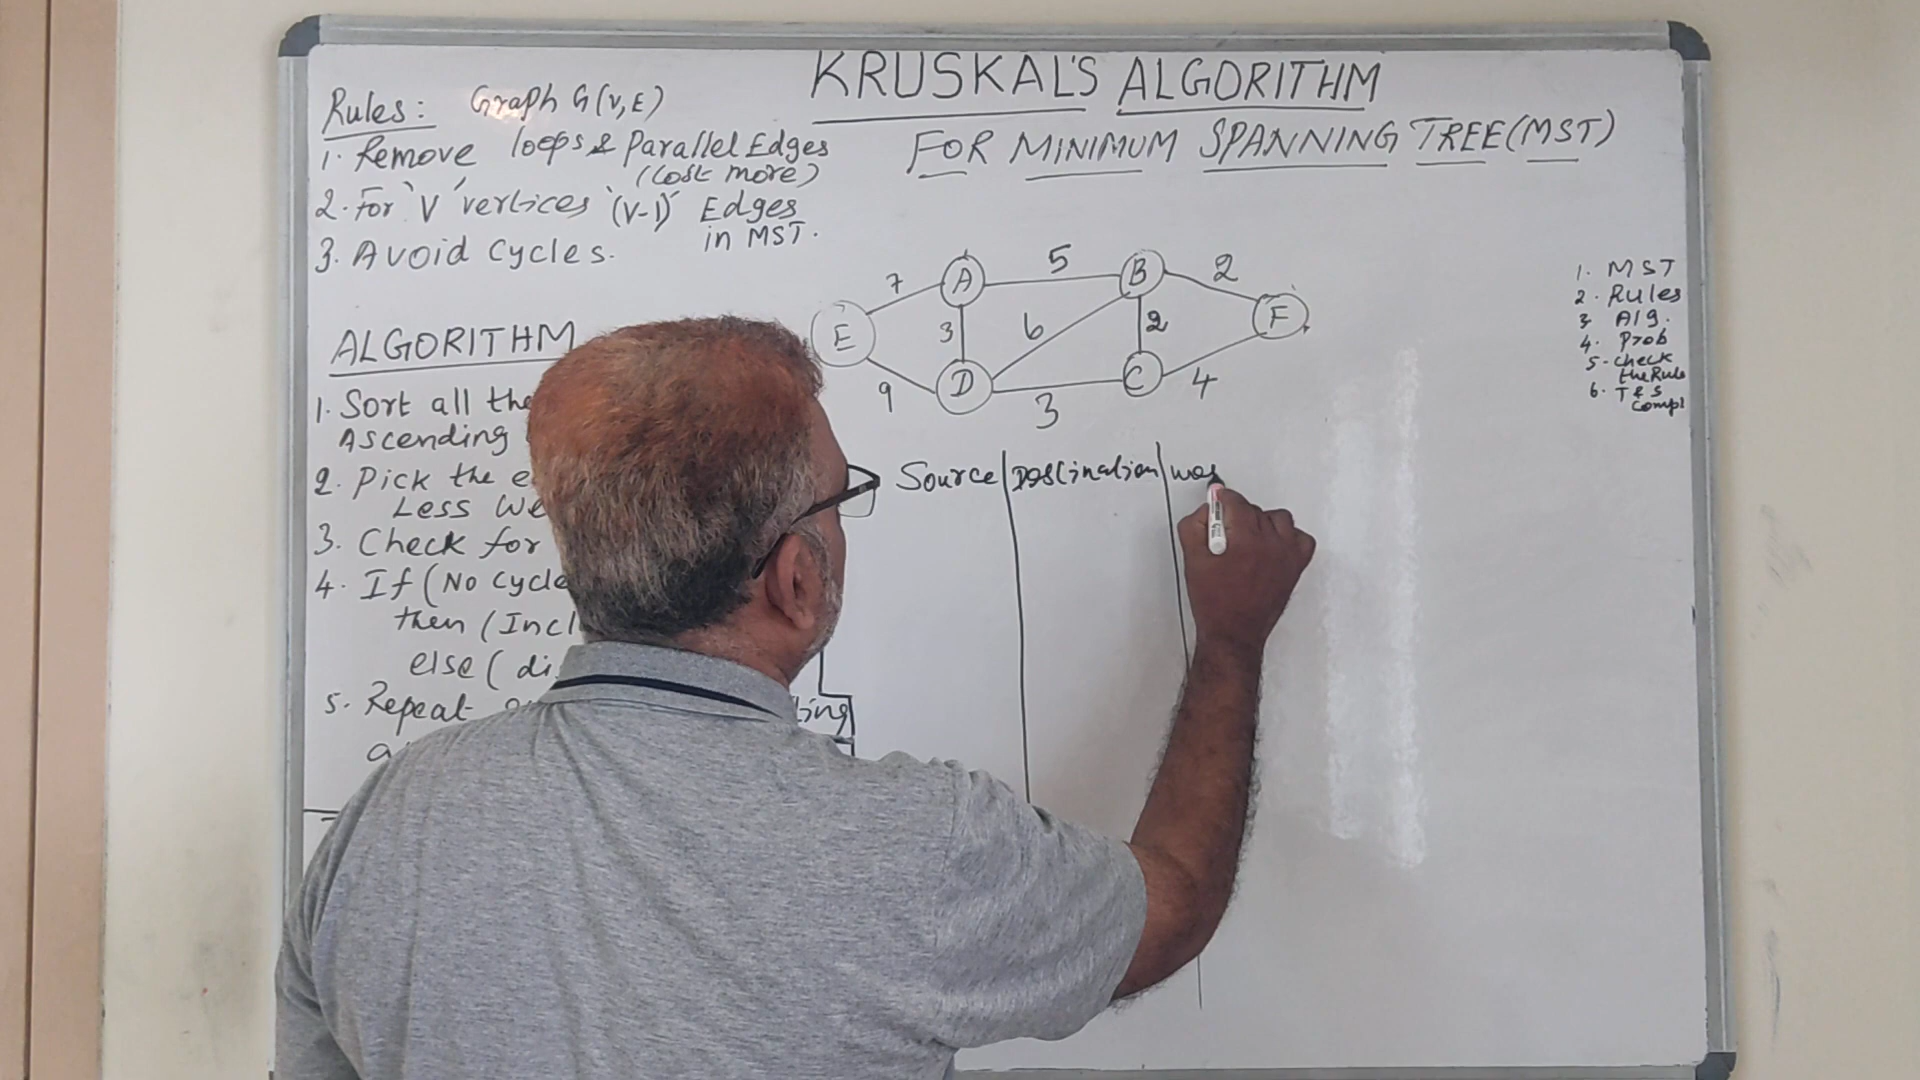 KRUSKAL'S ALGORITHM
FOR MINIMUM SPANNING TREE (MST)
Rules: Graph G(V,E)
1. Remove loops & Parallel Edges
(Cost more)
2. For 'V' vertices '(V-1)' Edges
in MST.
3. Avoid Cycles.
ALGORITHM
1. Sort all the
Ascending
2. Pick the
Less We
3. Check for
4. If (No Cycle
then (Incl
else ( di
5. Repeat
ting
7 A 5 B 2
E 3 6 2 F
9 D 3 C 4
Source Destination
1. MST
2. Rules
3 Alg.
4. Prob
5. Check
the Rule
6. T & S
Compl